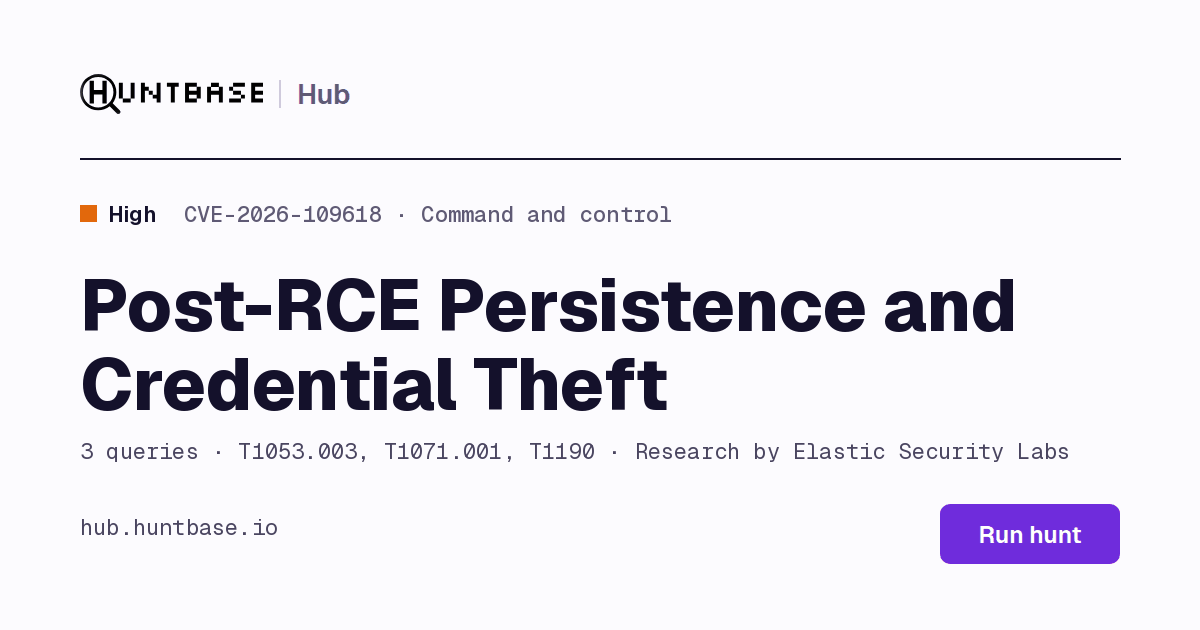 HUNTBASE | Hub
High CVE-2026-109618 · Command and control
Post-RCE Persistence and
Credential Theft
3 queries · T1053.003, T1071.001, T1190 · Research by Elastic Security Labs
hub.huntbase.io
Run hunt